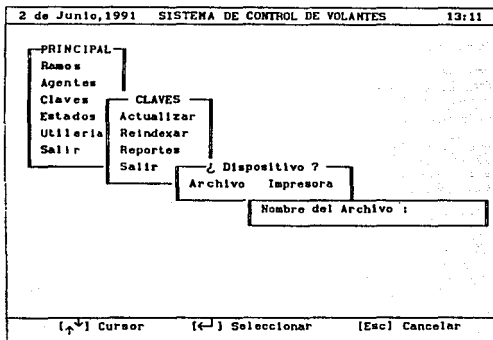 2 de Junio,1991 SISTEMA DE CONTROL DE VOLANTES 13:11
PRINCIPAL
Ramos
Agentes
Claves
Estados
Utileria
Salir
CLAVES
Actualizar
Reindexar
Reportes
Salir
¿ Dispositivo ?
Archivo Impresora
Nombre del Archivo :
[↑↓] Cursor [↵] Seleccionar [Esc] Cancelar